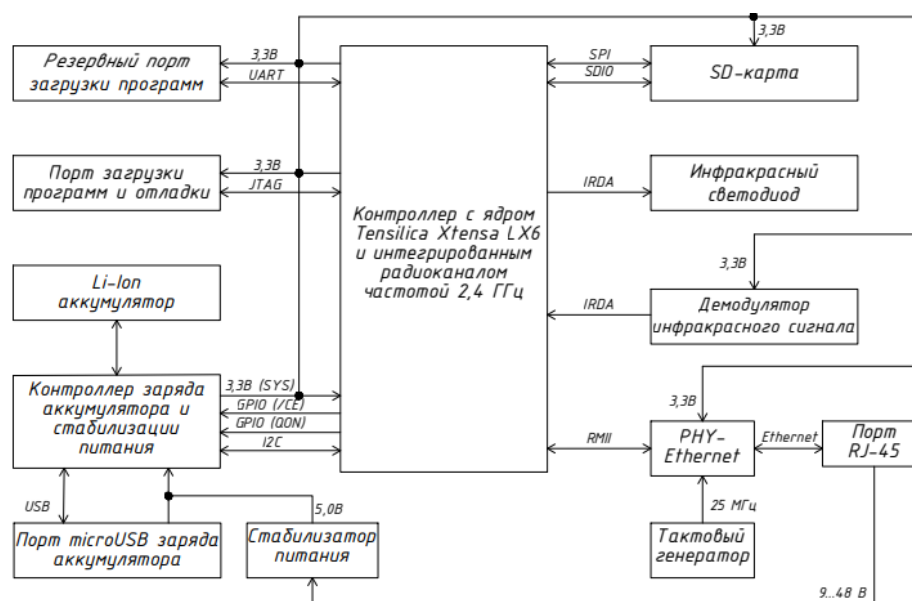 3,3В
Резервный порт
загрузки программ
3,3В
UART
SPI
SDIO
SD-карта
Порт загрузки
программ и отладки
3,3В
JTAG
Контроллер с ядром
Tensilica Xtensa LX6
и интегрированным
радиоканалом
частотой 2,4 ГГц
IRDA
Инфракрасный
светодиод
3,3В
Li-Ion
аккумулятор
IRDA
Демодулятор
инфракрасного сигнала
Контроллер заряда
аккумулятора и
стабилизации
питания
3,3В (SYS)
GPIO (/CE)
GPIO (QON)
I2C
3,3В
RMII
PHY-
Ethernet
Ethernet
Порт
RJ-45
USB
5,0В
25 МГц
Порт microUSB заряда
аккумулятора
Стабилизатор
питания
Тактовый
генератор
9...48 В